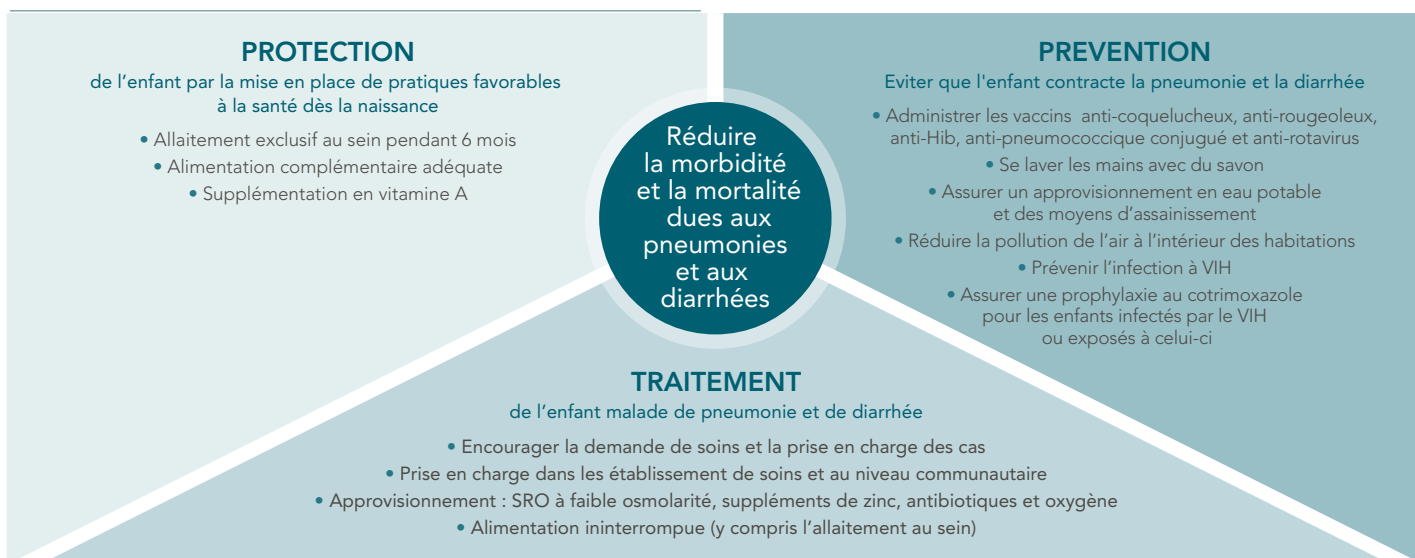 PROTECTION
de l'enfant par la mise en place de pratiques favorables
à la santé dès la naissance
• Allaitement exclusif au sein pendant 6 mois
• Alimentation complémentaire adéquate
• Supplémentation en vitamine A
Réduire
la morbidité
et la mortalité
dues aux
pneumonies
et aux
diarrhées
PREVENTION
Eviter que l'enfant contracte la pneumonie et la diarrhée
• Administrer les vaccins anti-coquelucheux, anti-rougeoleux,
anti-Hib, anti-pneumococcique conjugué et anti-rotavirus
• Se laver les mains avec du savon
• Assurer un approvisionnement en eau potable
et des moyens d'assainissement
• Réduire la pollution de l'air à l'intérieur des habitations
• Prévenir l'infection à VIH
• Assurer une prophylaxie au cotrimoxazole
pour les enfants infectés par le VIH
ou exposés à celui-ci
TRAITEMENT
de l'enfant malade de pneumonie et de diarrhée
• Encourager la demande de soins et la prise en charge des cas
• Prise en charge dans les établissement de soins et au niveau communautaire
• Approvisionnement : SRO à faible osmolarité, suppléments de zinc, antibiotiques et oxygène
• Alimentation ininterrompue (y compris l'allaitement au sein)